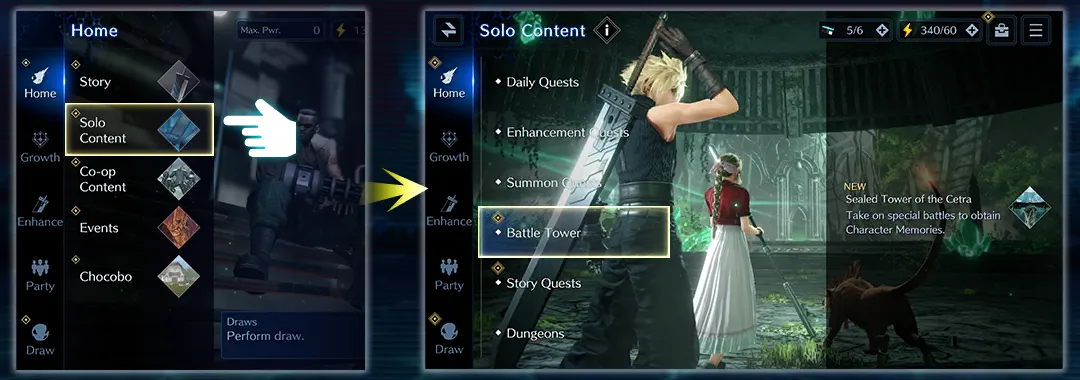 Home
Max. Pwr. 0
13
Home
Growth
Enhance
Party
Draw
Story
Solo
Content
Co-op
Content
Events
Chocobo
Draws
Perform draw.
Solo Content
i
5/6
340/60
Home
Growth
Enhance
Party
Draw
Daily Quests
Enhancement Quests
Summon Quests
Battle Tower
Story Quests
Dungeons
NEW
Sealed Tower of the Cetra
Take on special battles to obtain
Character Memories.